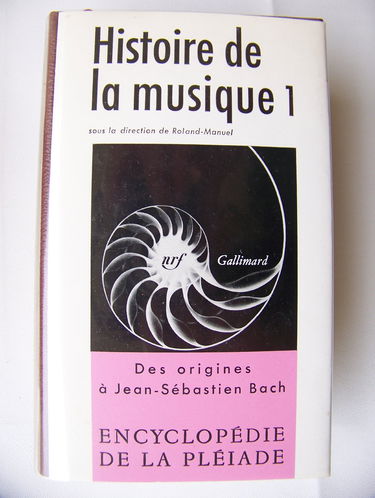 Histoire de
la musique 1
sous la direction de Roland-Manuel
nrf Gallimard
Des origines
à Jean-Sébastien Bach
ENCYCLOPÉDIE
DE LA PLÉIADE